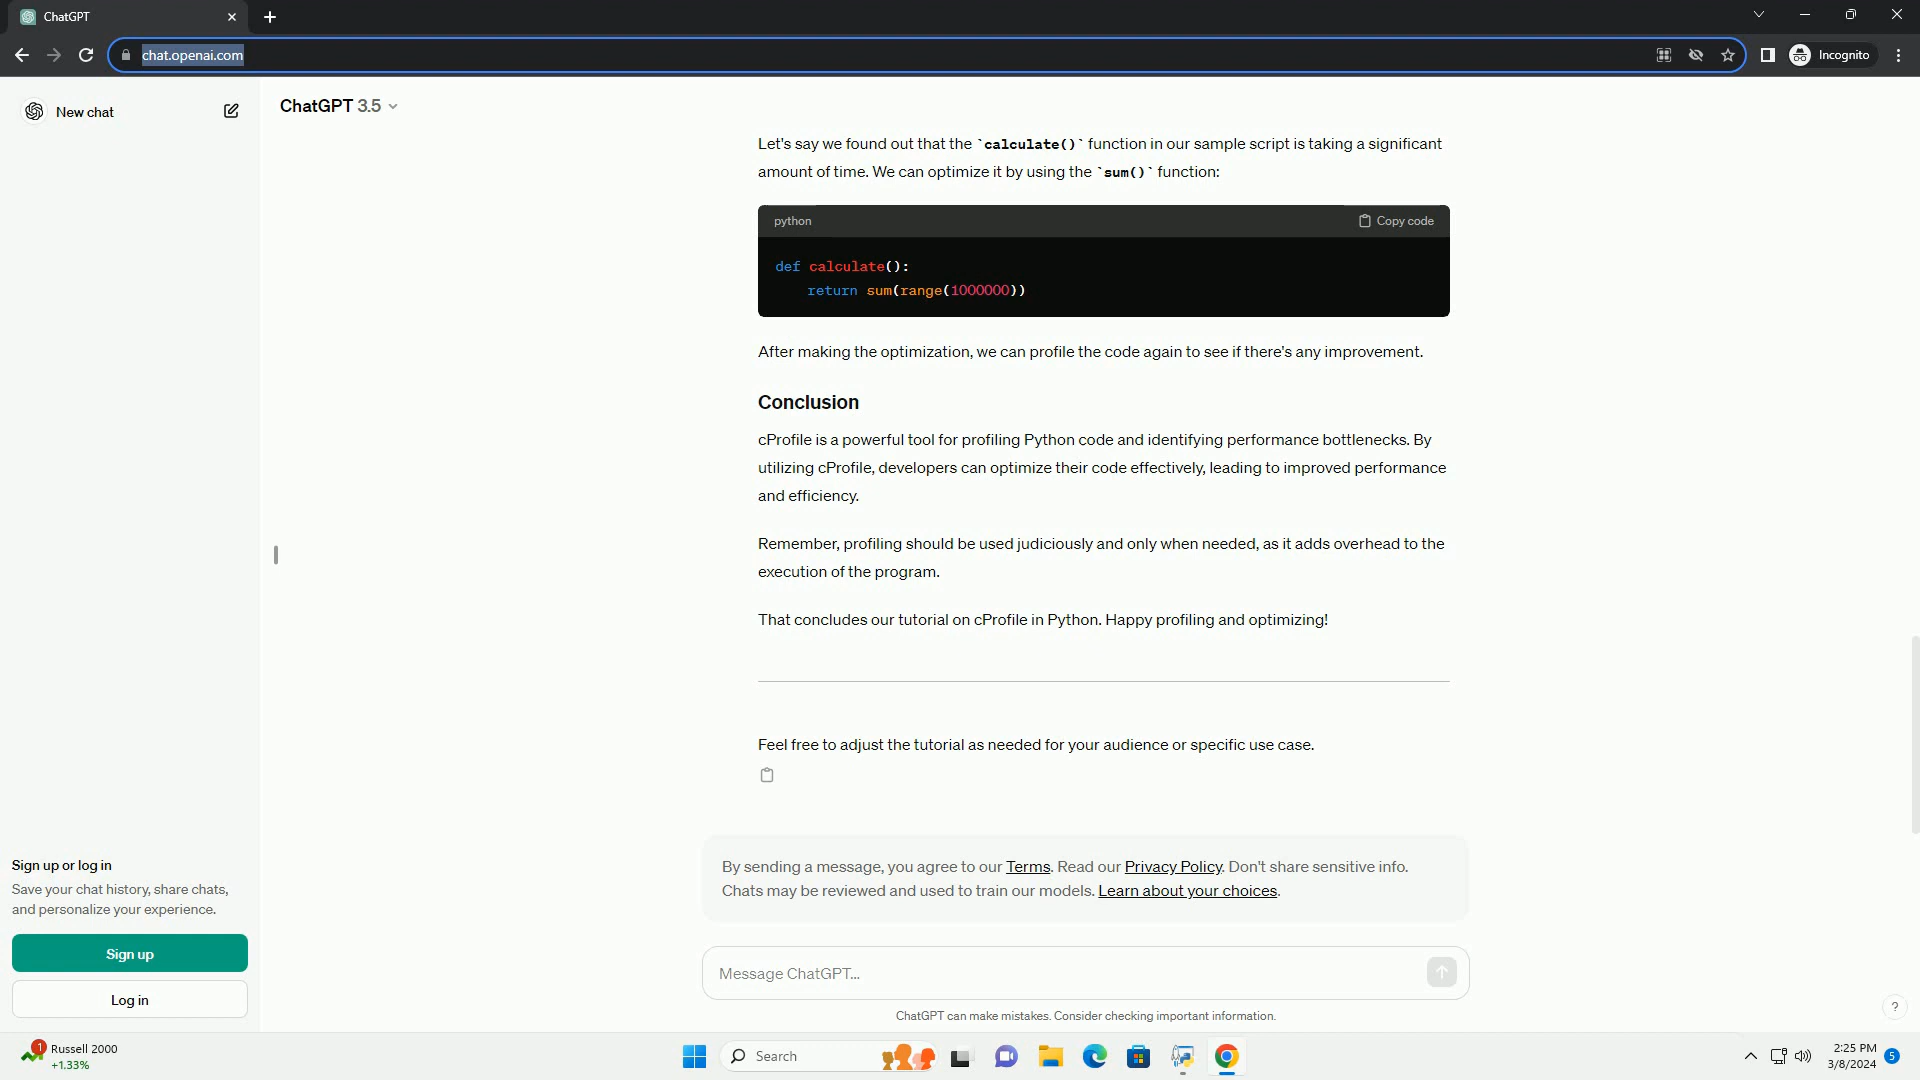 ChatGPT
chat.openai.com
Incognito
New chat
ChatGPT 3.5
Let's say we found out that the `calculate()` function in our sample script is taking a significant
amount of time. We can optimize it by using the `sum()` function:
python
Copy code
def calculate():
    return sum(range(1000000))
After making the optimization, we can profile the code again to see if there's any improvement.
Conclusion
cProfile is a powerful tool for profiling Python code and identifying performance bottlenecks. By
utilizing cProfile, developers can optimize their code effectively, leading to improved performance
and efficiency.
Remember, profiling should be used judiciously and only when needed, as it adds overhead to the
execution of the program.
That concludes our tutorial on cProfile in Python. Happy profiling and optimizing!
Feel free to adjust the tutorial as needed for your audience or specific use case.
Sign up or log in
Save your chat history, share chats,
and personalize your experience.
Sign up
Log in
By sending a message, you agree to our Terms. Read our Privacy Policy. Don't share sensitive info.
Chats may be reviewed and used to train our models. Learn about your choices.
Message ChatGPT...
ChatGPT can make mistakes. Consider checking important information.
?
1
Russell 2000
+1.33%
Search
2:25 PM
3/8/2024
5